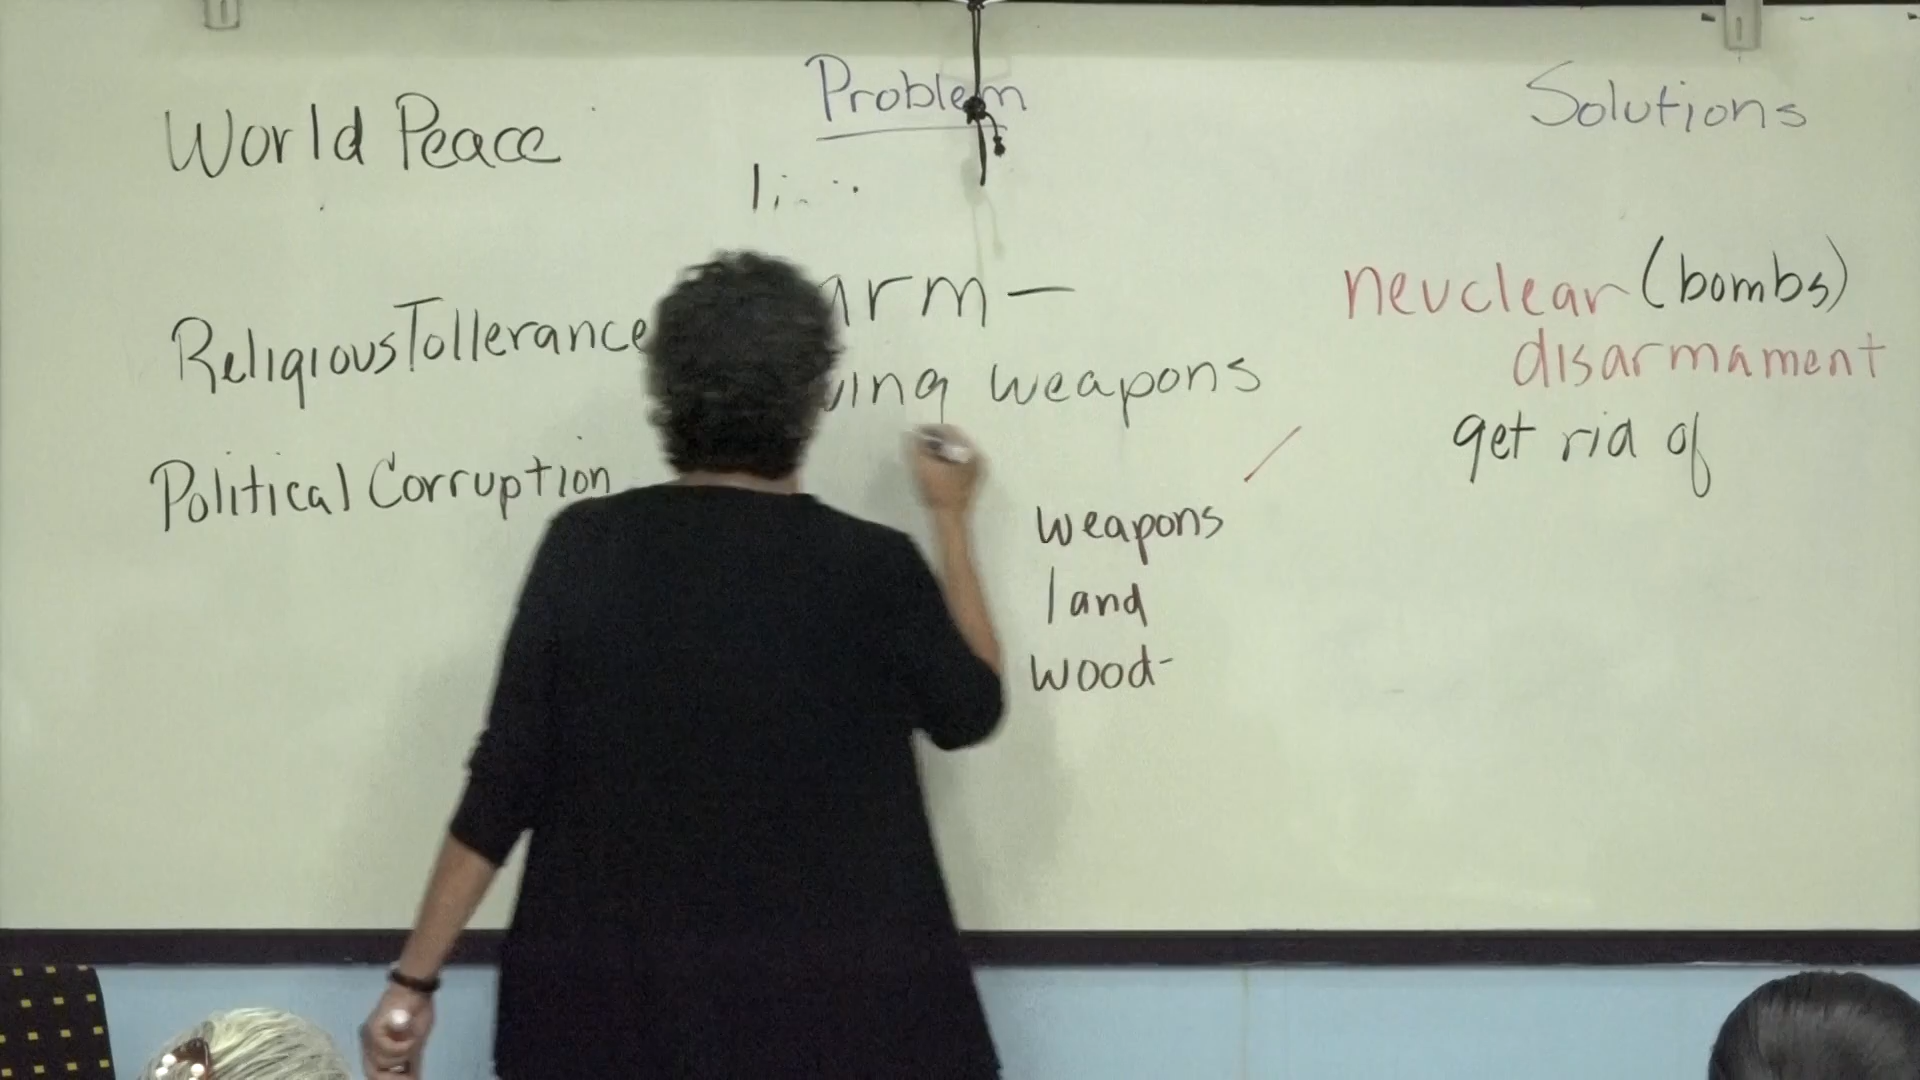 World Peace
Religious Tollerance
Political Corruption
Problem
arm —
ving weapons
weapons
land
wood-
Solutions
neuclear (bombs)
disarmament
get rid of